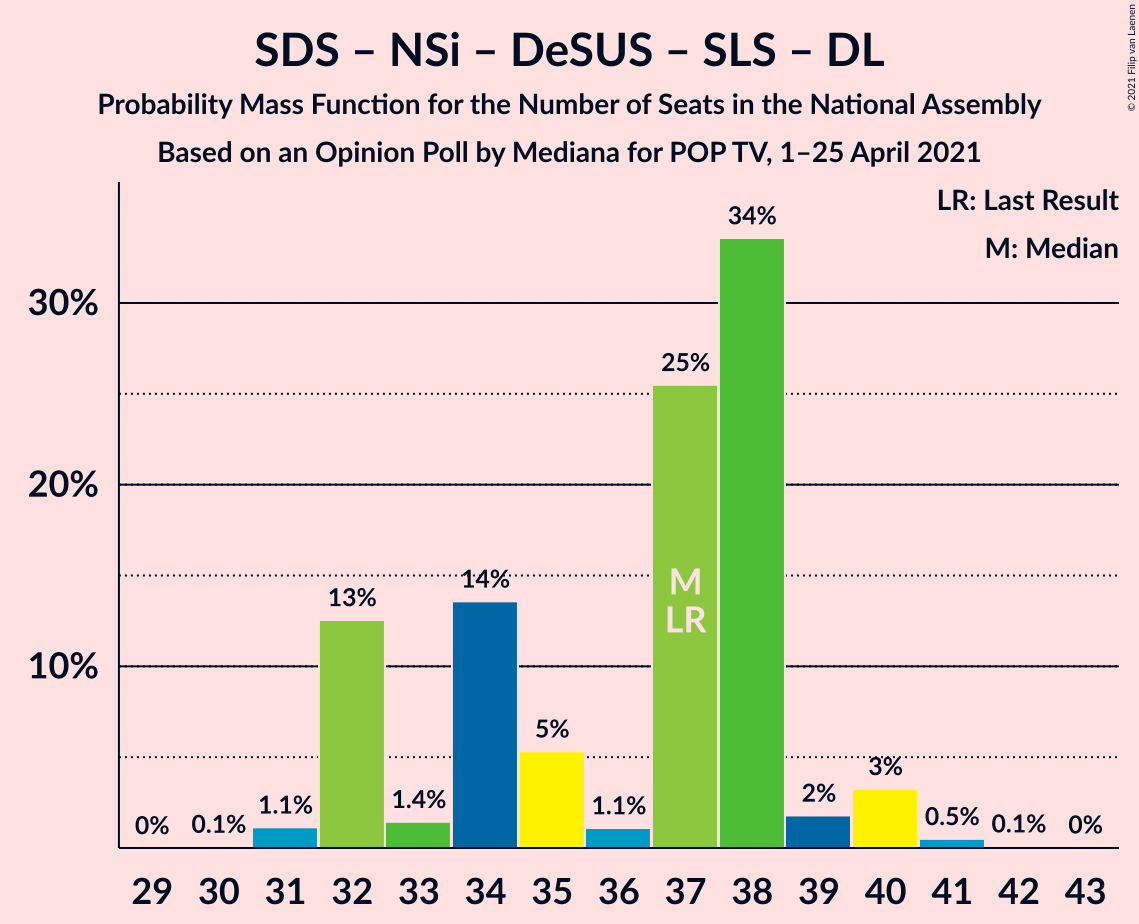 SDS – NSi – DeSUS – SLS – DL
Probability Mass Function for the Number of Seats in the National Assembly
Based on an Opinion Poll by Mediana for POP TV, 1–25 April 2021
© 2021 Filip van Laenen
LR: Last Result
M: Median
34%
30%
25%
20%
14%
13%
M
LR
10%
5%
3%
2%
1.4%
1.1%
1.1%
0.5%
0% 0.1%
0.1% 0%
29 30 31 32 33 34 35 36 37 38 39 40 41 42 43